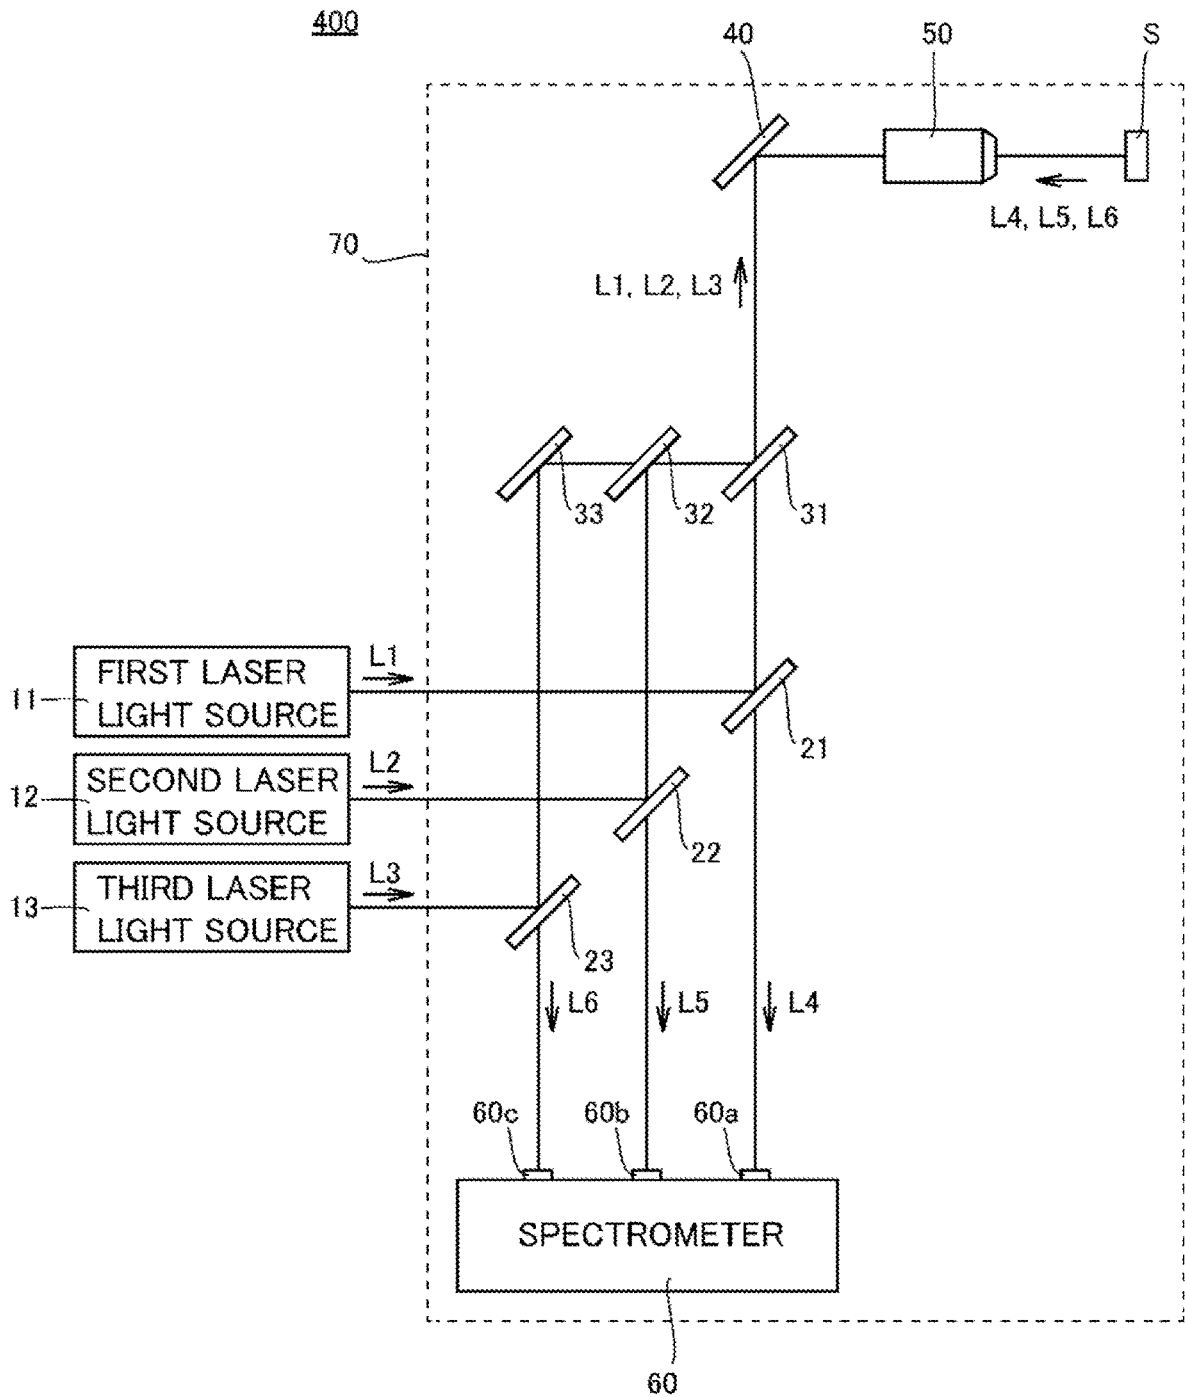 400
40
50
S
L4, L5, L6
70
L1, L2, L3
33
32
31
FIRST LASER
LIGHT SOURCE
11
L1
21
SECOND LASER
LIGHT SOURCE
12
L2
22
THIRD LASER
LIGHT SOURCE
13
L3
23
L6
L5
L4
60c
60b
60a
SPECTROMETER
60